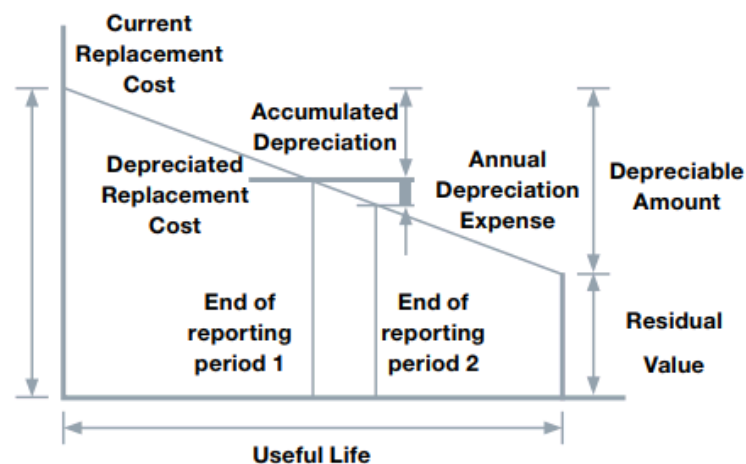 Current
Replacement
Cost
Accumulated
Depreciation
Depreciated
Replacement
Cost
Annual
Depreciation
Expense
Depreciable
Amount
End of
reporting
period 1
End of
reporting
period 2
Residual
Value
Useful Life